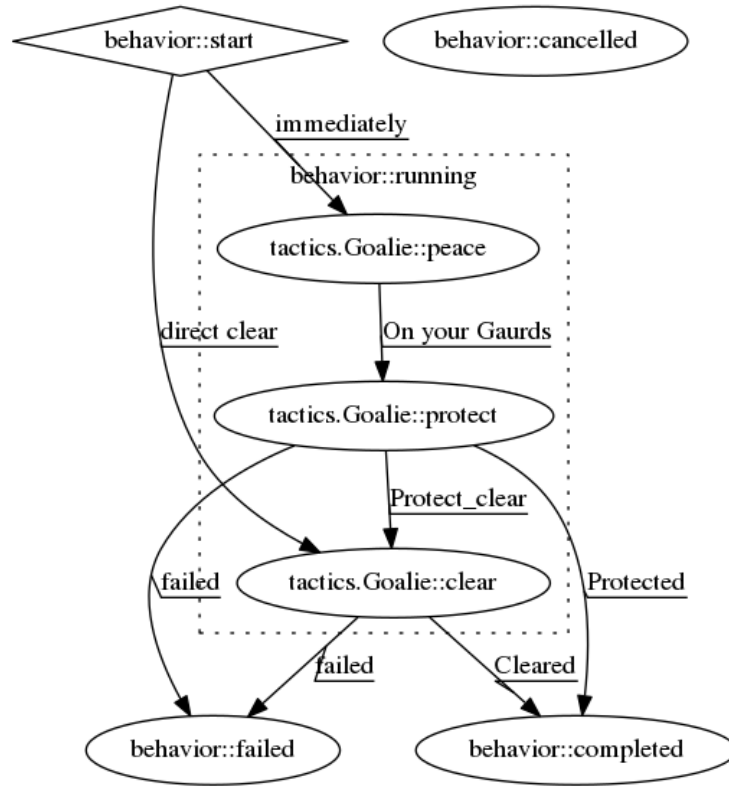 behavior::start
behavior::cancelled
immediately
behavior::running
tactics.Goalie::peace
direct clear
On your Gaurds
tactics.Goalie::protect
Protect_clear
failed
tactics.Goalie::clear
Protected
failed
Cleared
behavior::failed
behavior::completed